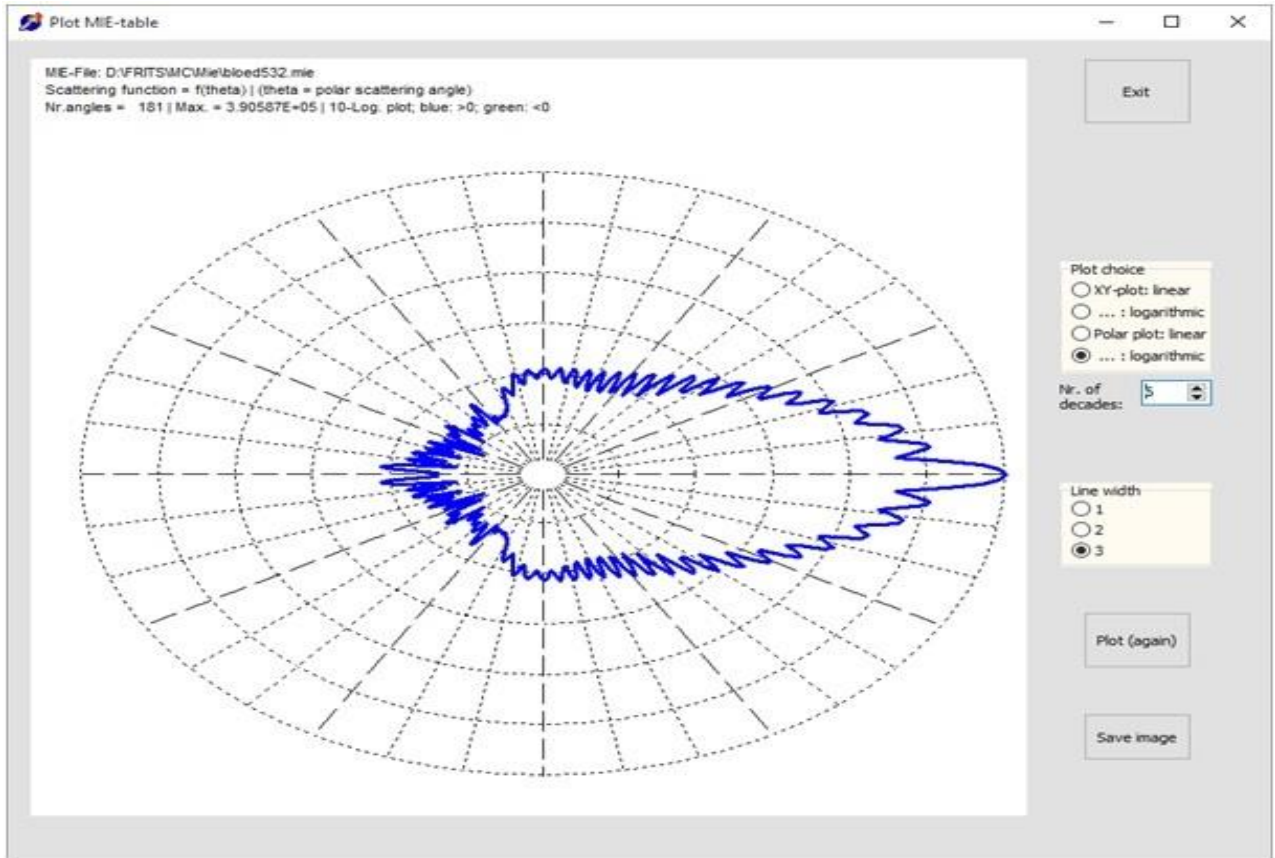 Plot MIE-table
MIE-File: D:\FRITS\MC\Mie\bloed532.mie
Scattering function = f(theta) | (theta = polar scattering angle)
Nr.angles = 181 | Max. = 3.90587E+05 | 10-Log. plot; blue: >0; green: <0
Exit
Plot choice
XY-plot: linear
... : logarithmic
Polar plot: linear
... : logarithmic
Nr. of
decades:
5
Line width
1
2
3
Plot (again)
Save image